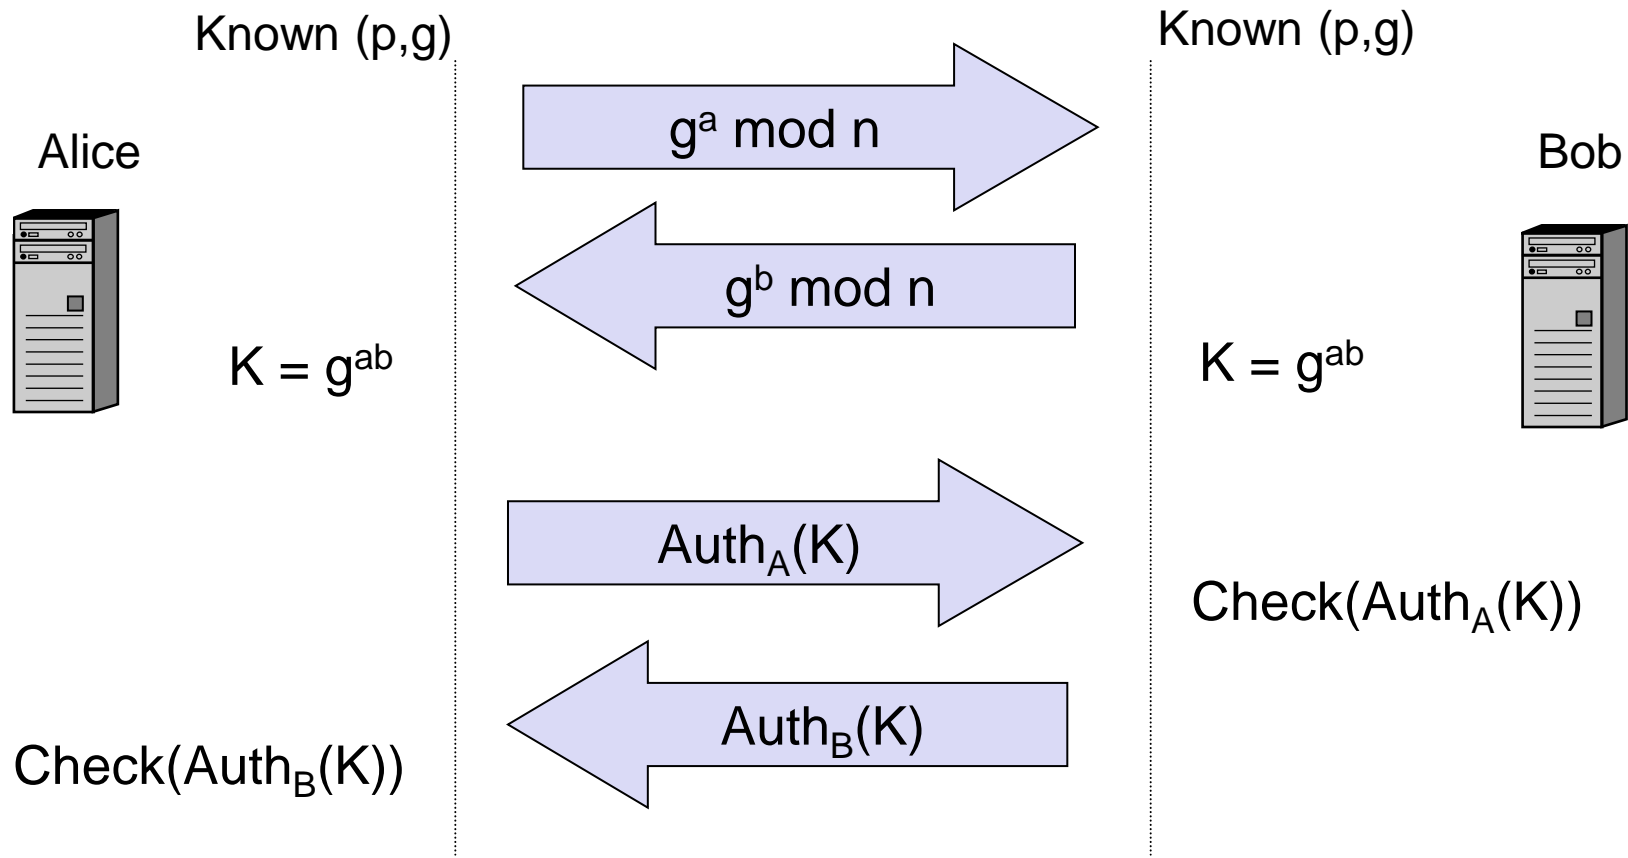 Known (p,g)
Known (p,g)
Alice
Bob
gᵃ mod n
gᵇ mod n
K = gᵃᵇ
K = gᵃᵇ
Auth_A(K)
Check(Auth_A(K))
Auth_B(K)
Check(Auth_B(K))